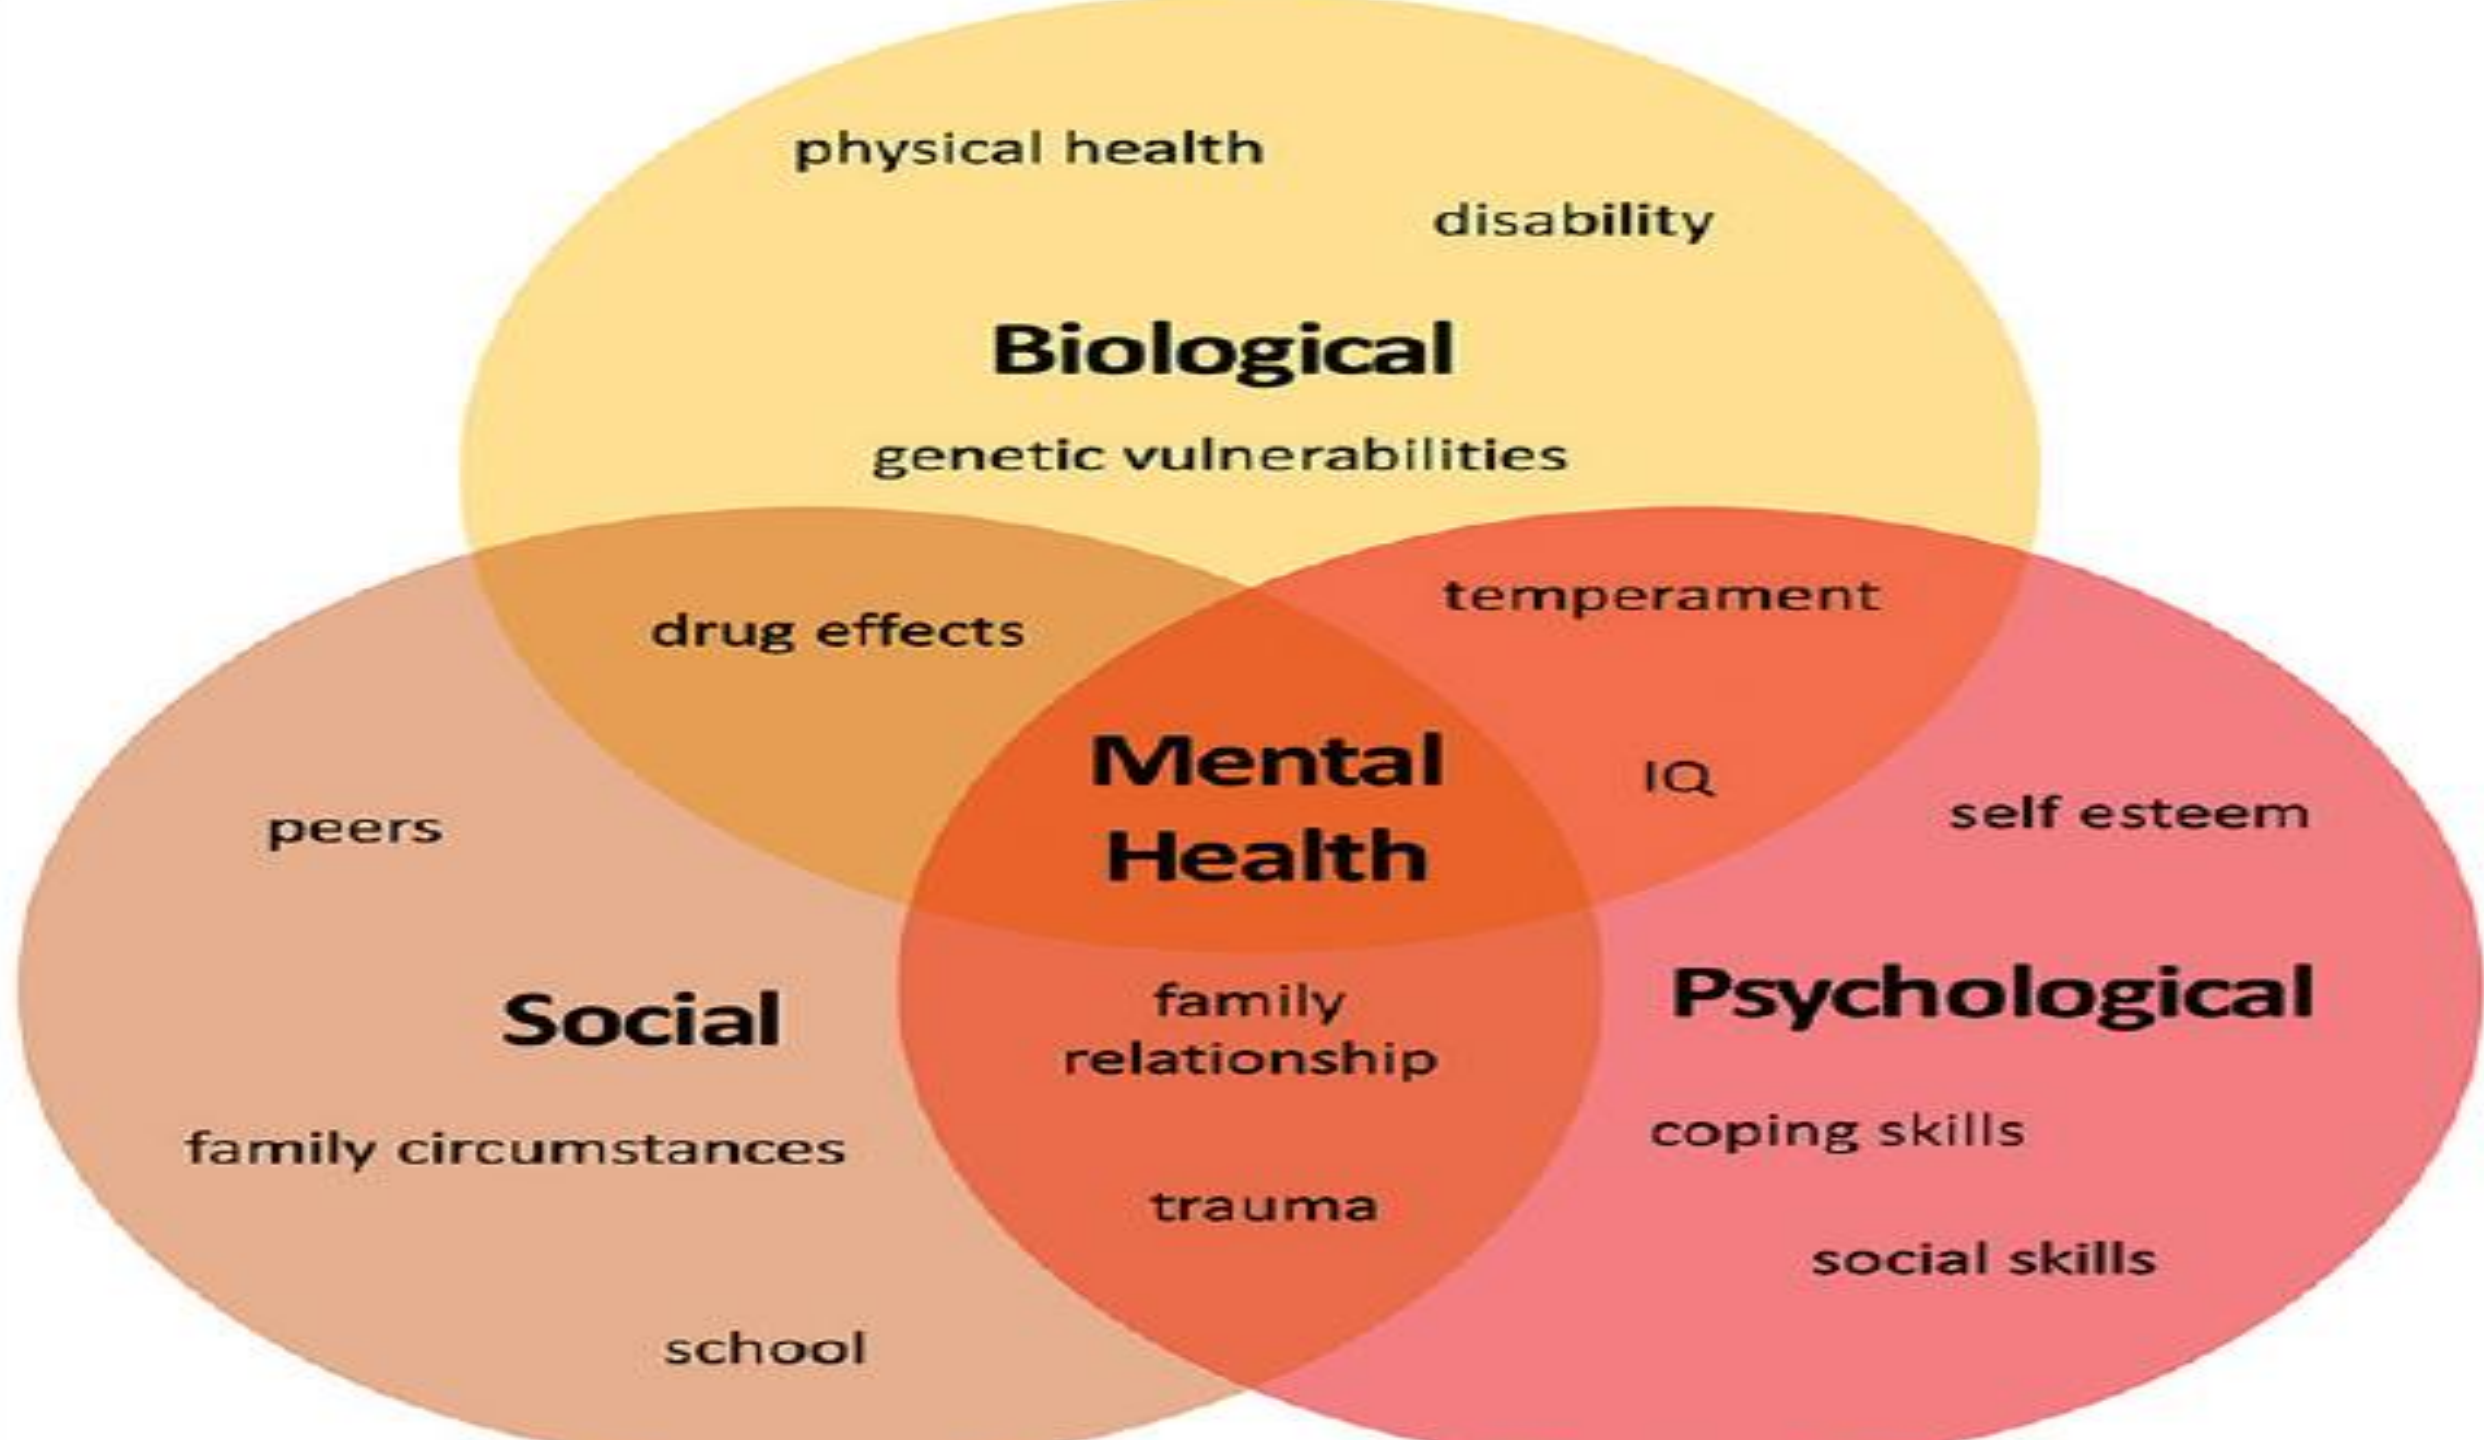 physical health
disability
Biological
genetic vulnerabilities
temperament
drug effects
Mental
Health
IQ
self esteem
peers
Psychological
Social
family
relationship
coping skills
family circumstances
trauma
social skills
school